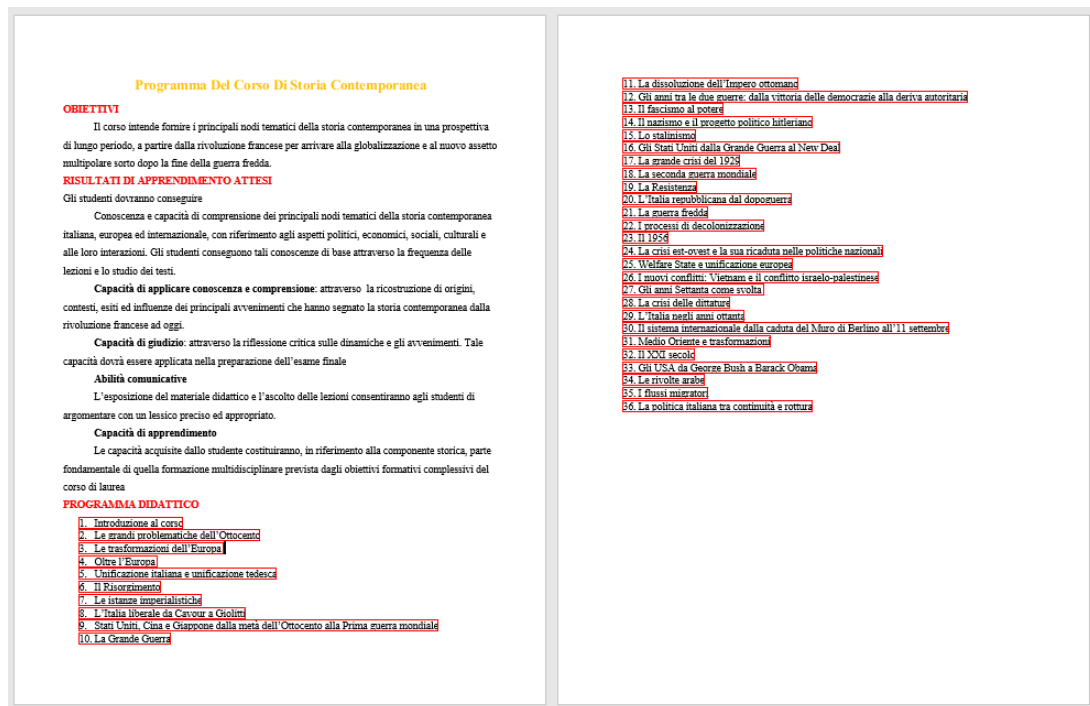 Programma Del Corso Di Storia Contemporanea
OBIETTIVI
Il corso intende fornire i principali nodi tematici della storia contemporanea in una prospettiva
di lungo periodo, a partire dalla rivoluzione francese per arrivare alla globalizzazione e al nuovo assetto
multipolare sorto dopo la fine della guerra fredda.
RISULTATI DI APPRENDIMENTO ATTESI
Gli studenti dovranno conseguire
Conoscenza e capacità di comprensione dei principali nodi tematici della storia contemporanea
italiana, europea ed internazionale, con riferimento agli aspetti politici, economici, sociali, culturali e
alle loro interazioni. Gli studenti conseguono tali conoscenze di base attraverso la frequenza delle
lezioni e lo studio dei testi.
Capacità di applicare conoscenza e comprensione: attraverso la ricostruzione di origini,
contesti, esiti ed influenze dei principali avvenimenti che hanno segnato la storia contemporanea dalla
rivoluzione francese ad oggi.
Capacità di giudizio: attraverso la riflessione critica sulle dinamiche e gli avvenimenti. Tale
capacità dovrà essere applicata nella preparazione dell'esame finale
Abilità comunicative
L'esposizione del materiale didattico e l'ascolto delle lezioni consentiranno agli studenti di
argomentare con un lessico preciso ed appropriato.
Capacità di apprendimento
Le capacità acquisite dallo studente costituiranno, in riferimento alla componente storica, parte
fondamentale di quella formazione multidisciplinare prevista dagli obiettivi formativi complessivi del
corso di laurea
PROGRAMMA DIDATTICO
1. Introduzione al corso
2. Le grandi problematiche dell'Ottocento
3. Le trasformazioni dell'Europa
4. Oltre l'Europa
5. Unificazione italiana e unificazione tedesca
6. Il Risorgimento
7. Le istanze imperialistiche
8. L'Italia liberale da Cavour a Giolitti
9. Stati Uniti, Cina e Giappone dalla metà dell'Ottocento alla Prima guerra mondiale
10. La Grande Guerra
11. La dissoluzione dell'Impero ottomano
12. Gli anni tra le due guerre: dalla vittoria delle democrazie alla deriva autoritaria
13. Il fascismo al potere
14. Il nazismo e il progetto politico hitleriano
15. Lo stalinismo
16. Gli Stati Uniti dalla Grande Guerra al New Deal
17. La grande crisi del 1929
18. La seconda guerra mondiale
19. La Resistenza
20. L'Italia repubblicana dal dopoguerra
21. La guerra fredda
22. I processi di decolonizzazione
23. Il 1956
24. La crisi est-ovest e la sua ricaduta nelle politiche nazionali
25. Welfare State e unificazione europea
26. I nuovi conflitti: Vietnam e il conflitto israelo-palestinese
27. Gli anni Settanta come svolta
28. La crisi delle dittature
29. L'Italia negli anni ottanta
30. Il sistema internazionale dalla caduta del Muro di Berlino all'11 settembre
31. Medio Oriente e trasformazioni
32. Il XXI secolo
33. Gli USA da George Bush a Barack Obama
34. Le rivolte arabe
35. I flussi migratori
36. La politica italiana tra continuità e rottura